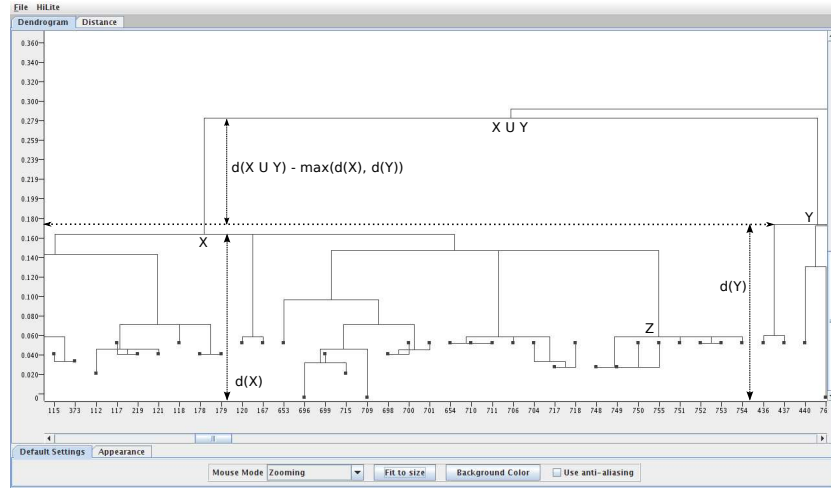 File HiLite
Dendrogram Distance
0.360
0.340
0.320
0.300
0.279
0.259
0.239
0.219
0.199
0.180
0.160
0.140
0.120
0.100
0.080
0.060
0.040
0.020
0
X U Y
d(X U Y) - max(d(X), d(Y))
Y
X
d(Y)
Z
d(X)
115 373 112 117 219 121 118 178 179 120 167 653 696 699 715 709 698 700 701 654 710 711 706 704 717 718 748 749 750 755 751 752 753 754 436 437 440 76
Default Settings Appearance
Mouse Mode Zooming Fit to size Background Color Use anti-aliasing